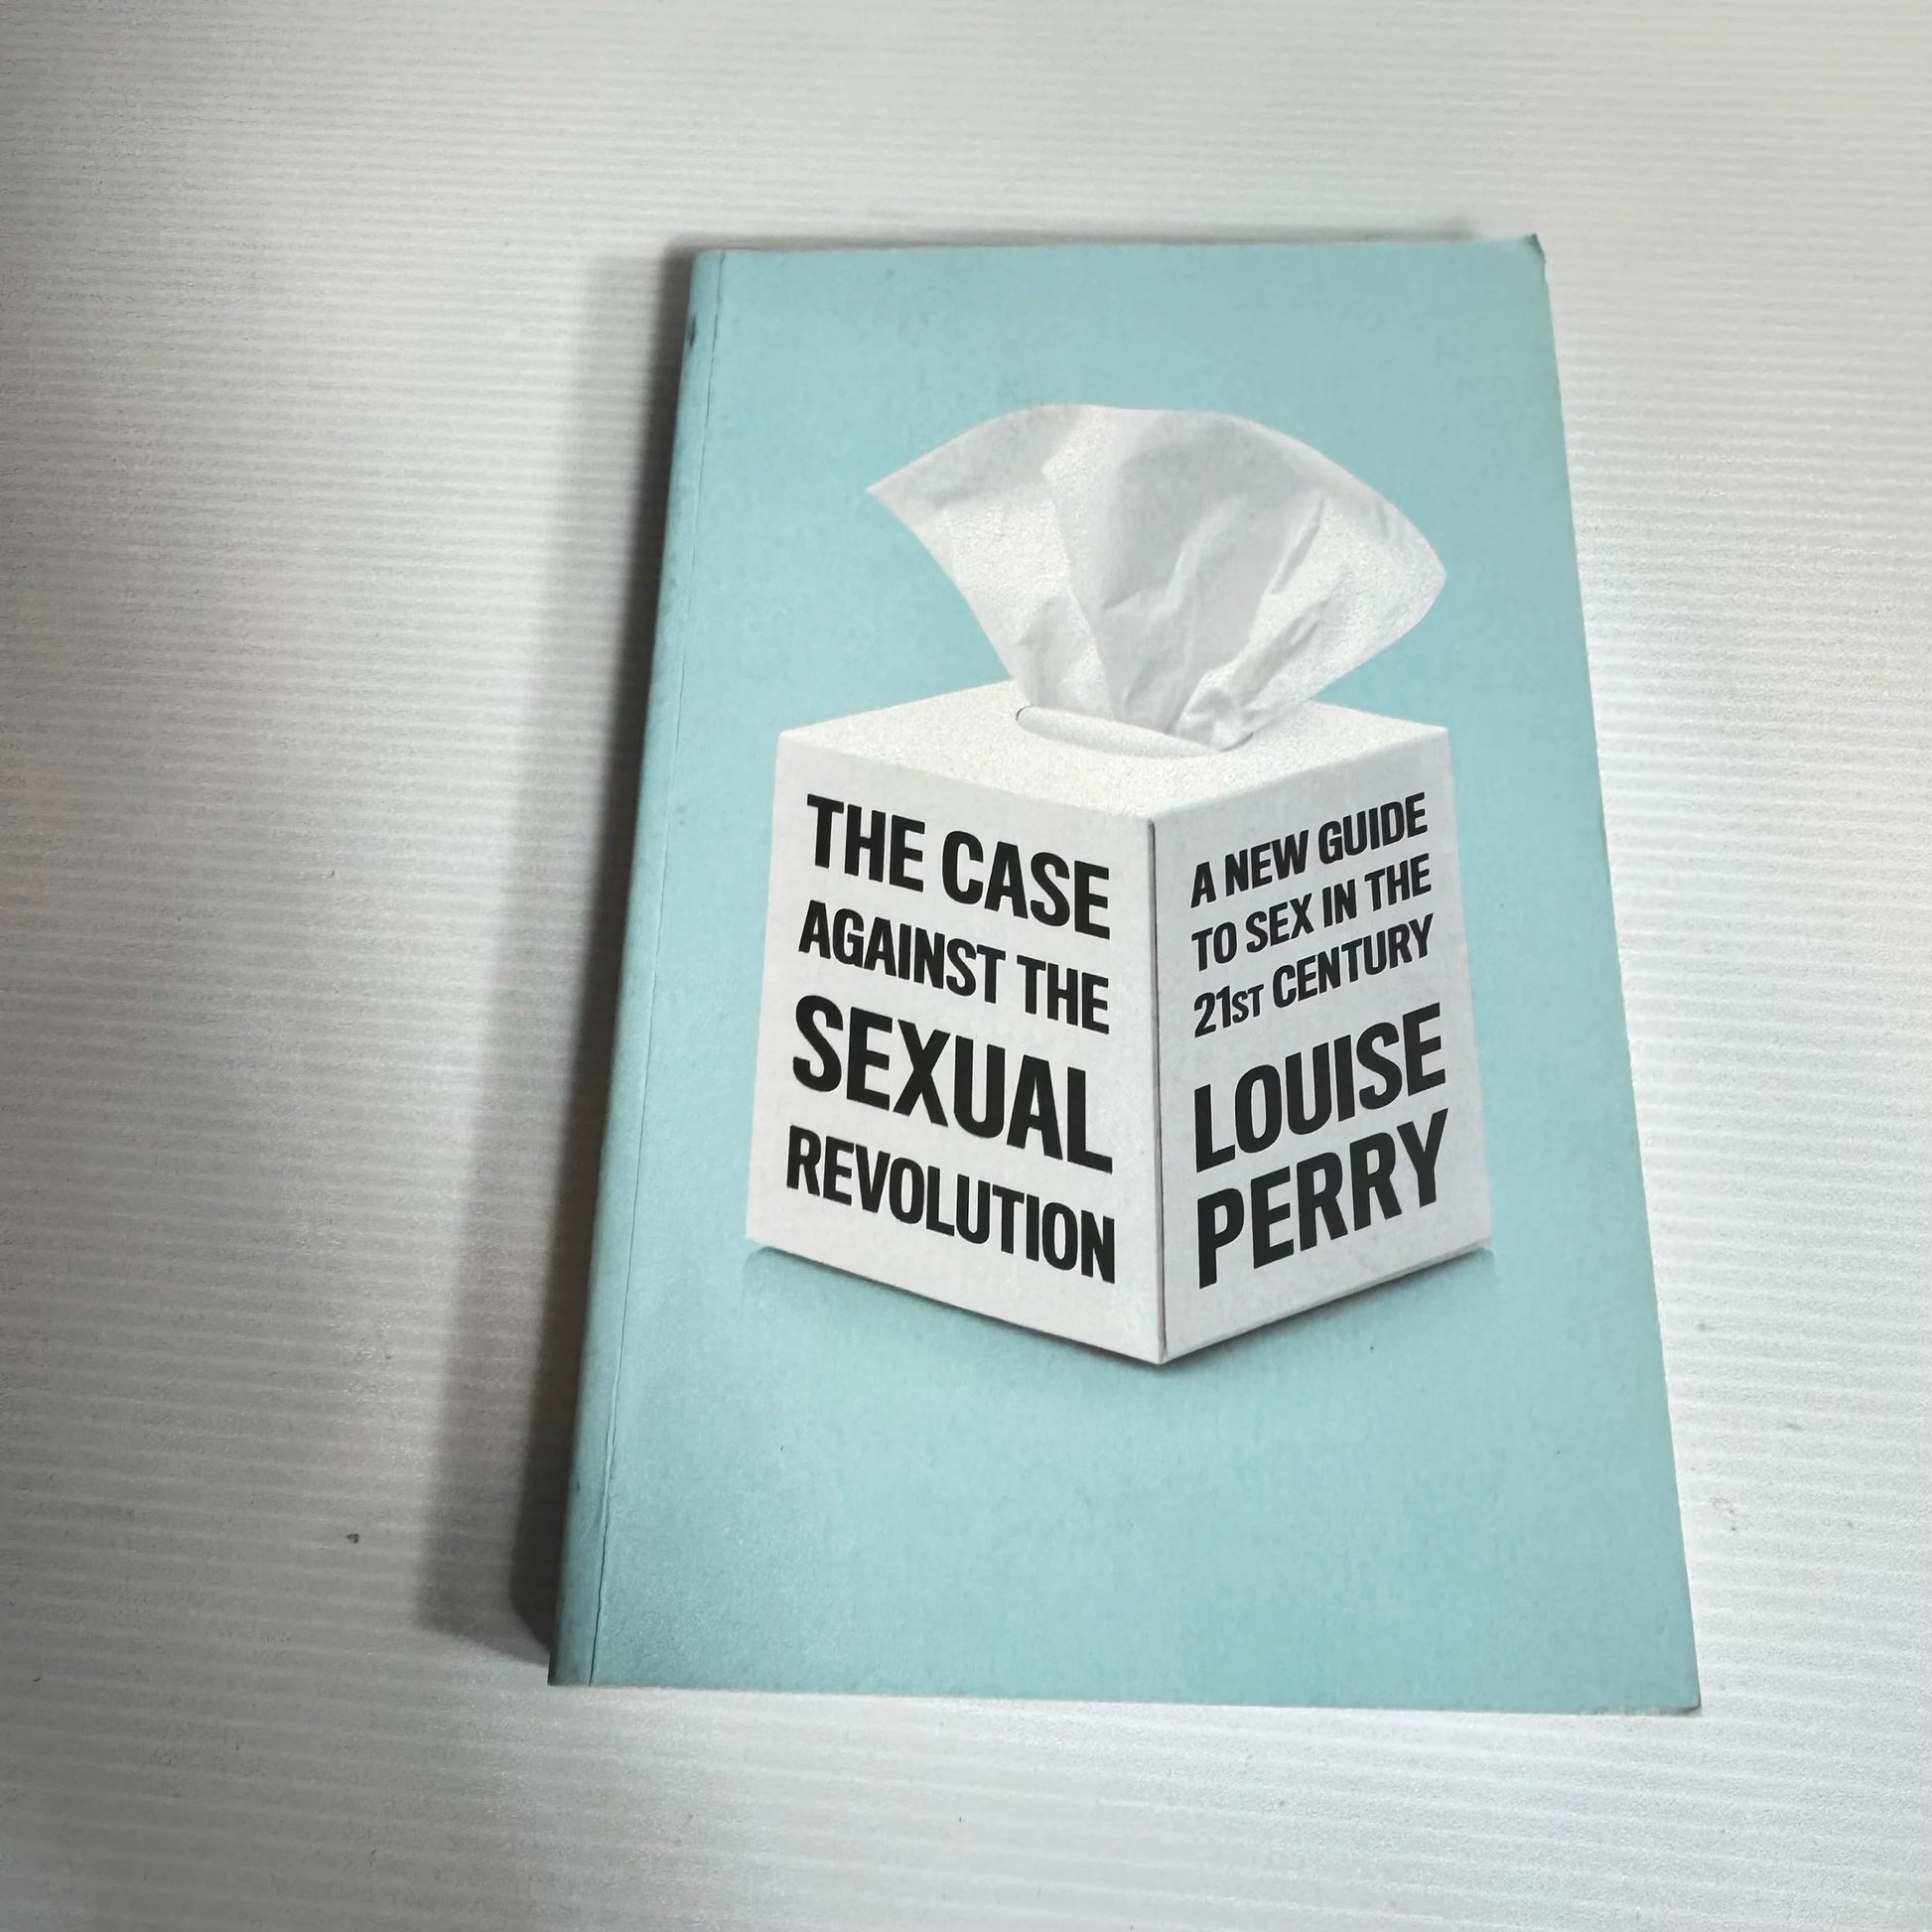 THE CASE
AGAINST THE
SEXUAL
REVOLUTION
A NEW GUIDE
TO SEX IN THE
21ST CENTURY
LOUISE
PERRY